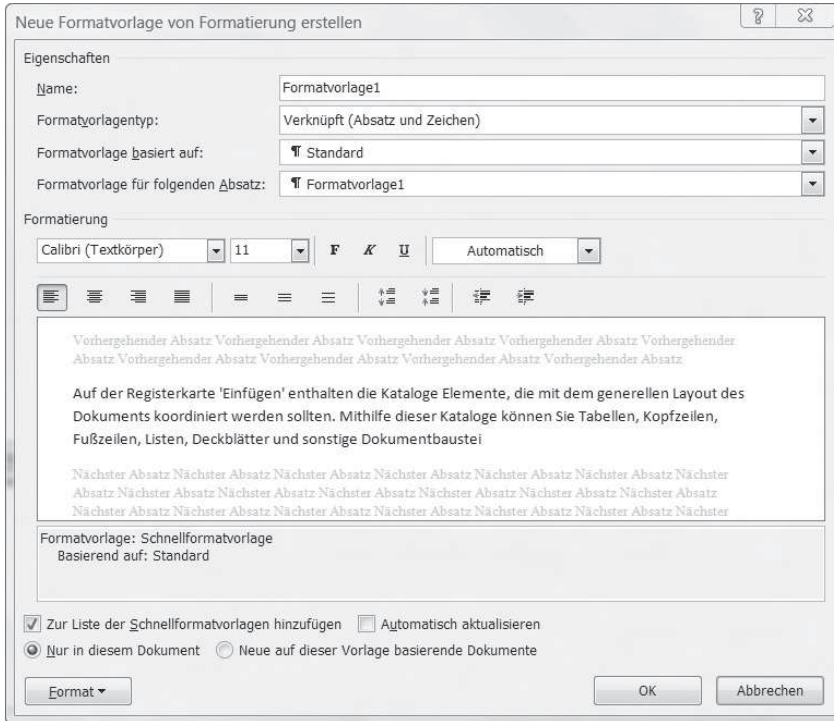 Neue Formatvorlage von Formatierung erstellen
Eigenschaften
Name: Formatvorlage1
Formatvorlagentyp: Verknüpft (Absatz und Zeichen)
Formatvorlage basiert auf: ¶ Standard
Formatvorlage für folgenden Absatz: ¶ Formatvorlage1
Formatierung
Calibri (Textkörper) 11 F K U Automatisch
Vorhergehender Absatz Vorhergehender Absatz Vorhergehender Absatz Vorhergehender Absatz Vorhergehender
Absatz Vorhergehender Absatz Vorhergehender Absatz Vorhergehender Absatz Vorhergehender Absatz
Auf der Registerkarte 'Einfügen' enthalten die Kataloge Elemente, die mit dem generellen Layout des
Dokuments koordiniert werden sollten. Mithilfe dieser Kataloge können Sie Tabellen, Kopfzeilen,
Fußzeilen, Listen, Deckblätter und sonstige Dokumentbaustei
Nächster Absatz Nächster Absatz Nächster Absatz Nächster Absatz Nächster Absatz Nächster Absatz Nächster
Absatz Nächster Absatz Nächster Absatz Nächster Absatz Nächster Absatz Nächster Absatz Nächster Absatz
Nächster Absatz Nächster Absatz Nächster Absatz Nächster Absatz Nächster Absatz Nächster Absatz Nächster
Formatvorlage: Schnellformatvorlage
Basierend auf: Standard
Zur Liste der Schnellformatvorlagen hinzufügen Automatisch aktualisieren
Nur in diesem Dokument Neue auf dieser Vorlage basierende Dokumente
Format OK Abbrechen